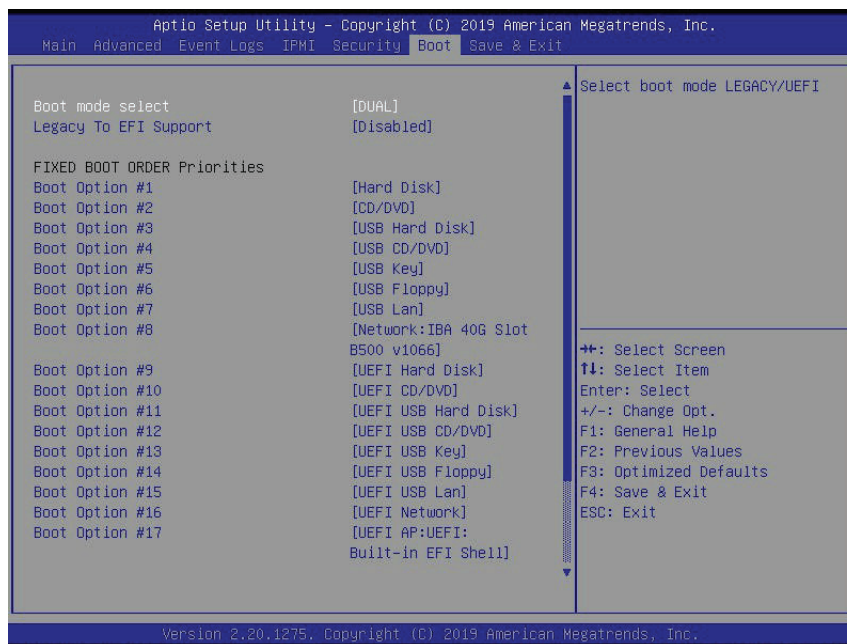 Aptio Setup Utility – Copyright (C) 2019 American Megatrends, Inc.
Main Advanced Event Logs IPMI Security Boot Save & Exit
Boot mode select [DUAL]
Legacy To EFI Support [Disabled]
FIXED BOOT ORDER Priorities
Boot Option #1 [Hard Disk]
Boot Option #2 [CD/DVD]
Boot Option #3 [USB Hard Disk]
Boot Option #4 [USB CD/DVD]
Boot Option #5 [USB Key]
Boot Option #6 [USB Floppy]
Boot Option #7 [USB Lan]
Boot Option #8 [Network:IBA 40G Slot
B500 v1066]
Boot Option #9 [UEFI Hard Disk]
Boot Option #10 [UEFI CD/DVD]
Boot Option #11 [UEFI USB Hard Disk]
Boot Option #12 [UEFI USB CD/DVD]
Boot Option #13 [UEFI USB Key]
Boot Option #14 [UEFI USB Floppy]
Boot Option #15 [UEFI USB Lan]
Boot Option #16 [UEFI Network]
Boot Option #17 [UEFI AP:UEFI:
Built-in EFI Shell]
Select boot mode LEGACY/UEFI
→←: Select Screen
↑↓: Select Item
Enter: Select
+/-: Change Opt.
F1: General Help
F2: Previous Values
F3: Optimized Defaults
F4: Save & Exit
ESC: Exit
Version 2.20.1275. Copyright (C) 2019 American Megatrends, Inc.